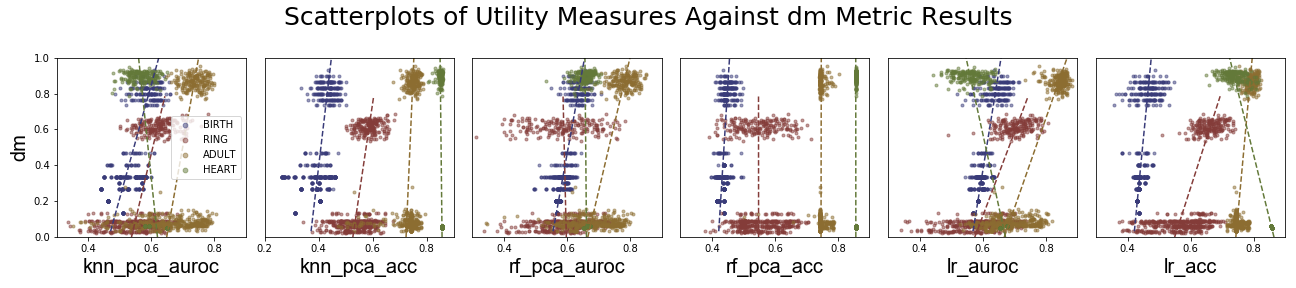 Scatterplots of Utility Measures Against dm Metric Results
dm
1.0
0.8
0.6
0.4
0.2
0.0
BIRTH
RING
ADULT
HEART
0.4 0.6 0.8
knn_pca_auroc
0.2 0.4 0.6 0.8
knn_pca_acc
0.4 0.6 0.8
rf_pca_auroc
0.4 0.6 0.8
rf_pca_acc
0.4 0.6 0.8
lr_auroc
0.4 0.6 0.8
lr_acc